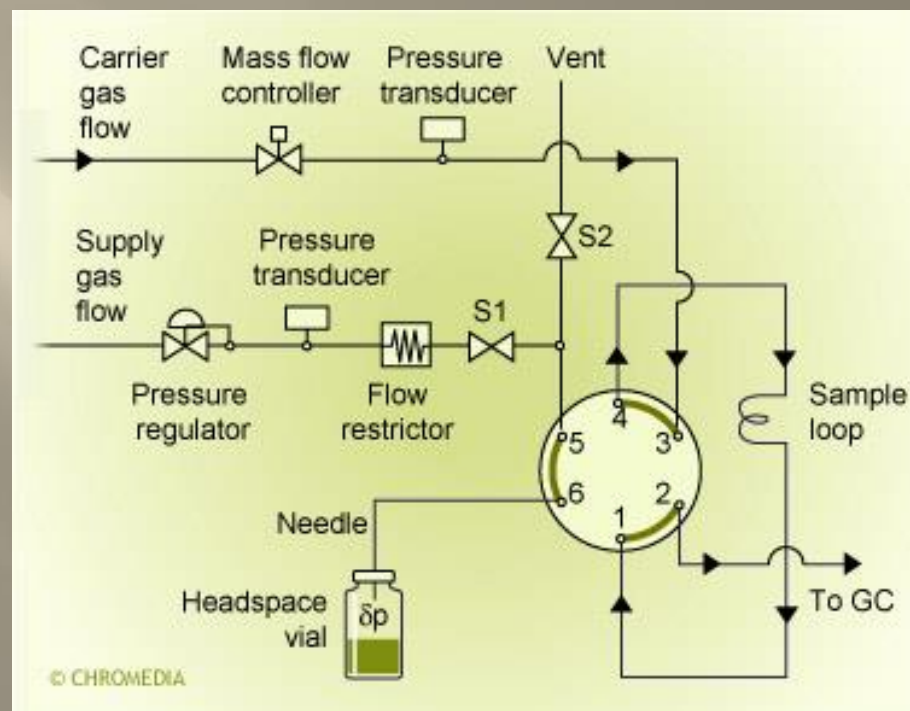 Carrier
gas
flow
Mass flow
controller
Pressure
transducer
Vent
Supply
gas
flow
Pressure
transducer
S1
S2
Pressure
regulator
Flow
restrictor
4
5
3
6
2
1
Sample
loop
Needle
Headspace
vial
δp
To GC
© CHROMEDIA